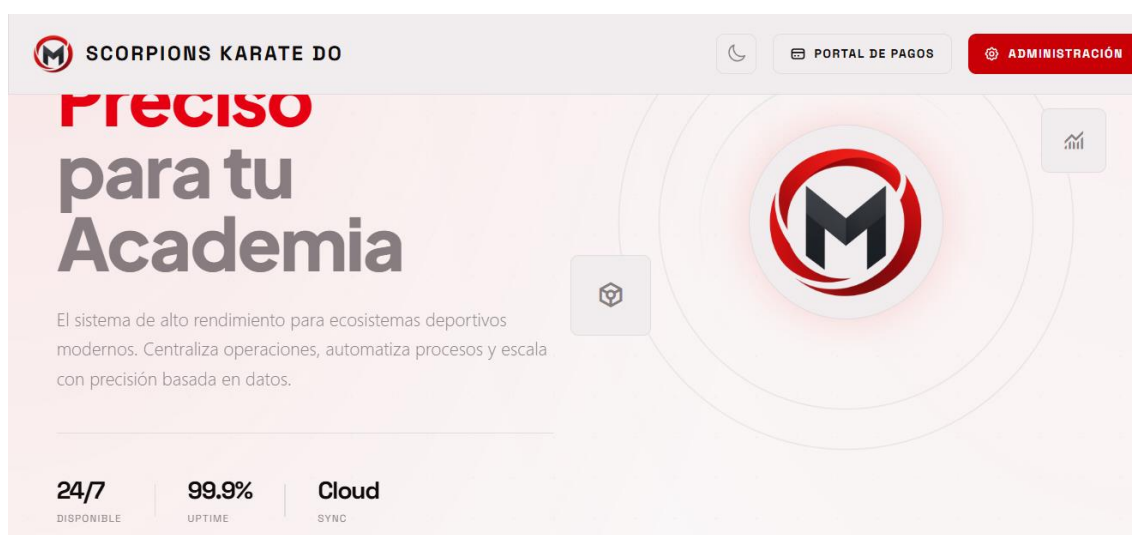 SCORPIONS KARATE DO
PORTAL DE PAGOS
ADMINISTRACIÓN
Preciso
para tu
Academia
El sistema de alto rendimiento para ecosistemas deportivos
modernos. Centraliza operaciones, automatiza procesos y escala
con precisión basada en datos.
24/7
DISPONIBLE
99.9%
UPTIME
Cloud
SYNC